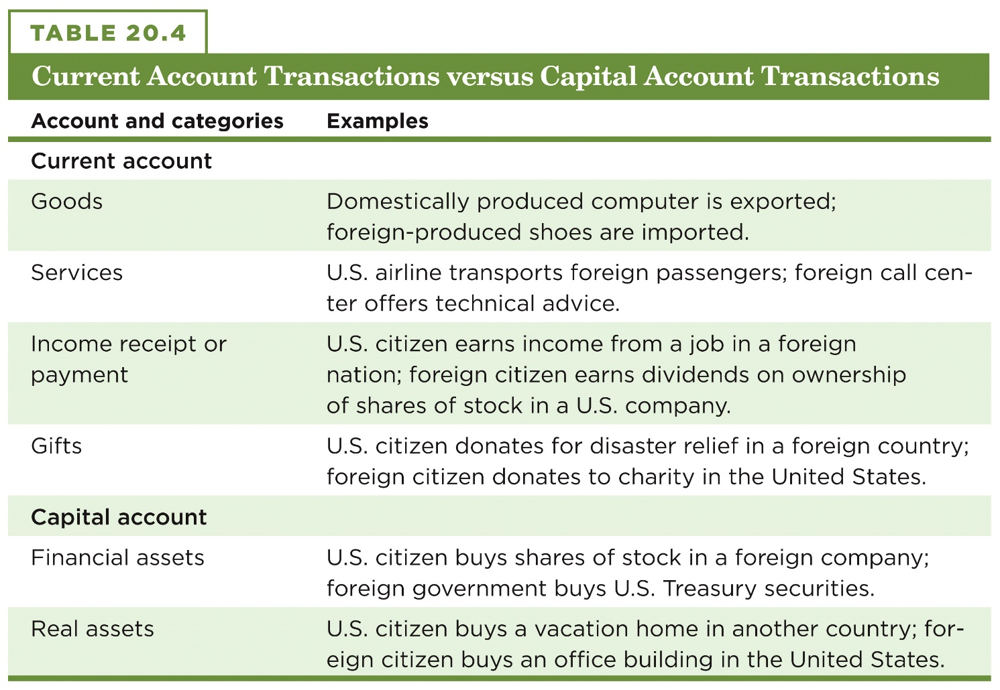 TABLE 20.4
Current Account Transactions versus Capital Account Transactions
Account and categories Examples
Current account
Goods Domestically produced computer is exported;
foreign-produced shoes are imported.
Services U.S. airline transports foreign passengers; foreign call cen-
ter offers technical advice.
Income receipt or U.S. citizen earns income from a job in a foreign
payment nation; foreign citizen earns dividends on ownership
of shares of stock in a U.S. company.
Gifts U.S. citizen donates for disaster relief in a foreign country;
foreign citizen donates to charity in the United States.
Capital account
Financial assets U.S. citizen buys shares of stock in a foreign company;
foreign government buys U.S. Treasury securities.
Real assets U.S. citizen buys a vacation home in another country; for-
eign citizen buys an office building in the United States.